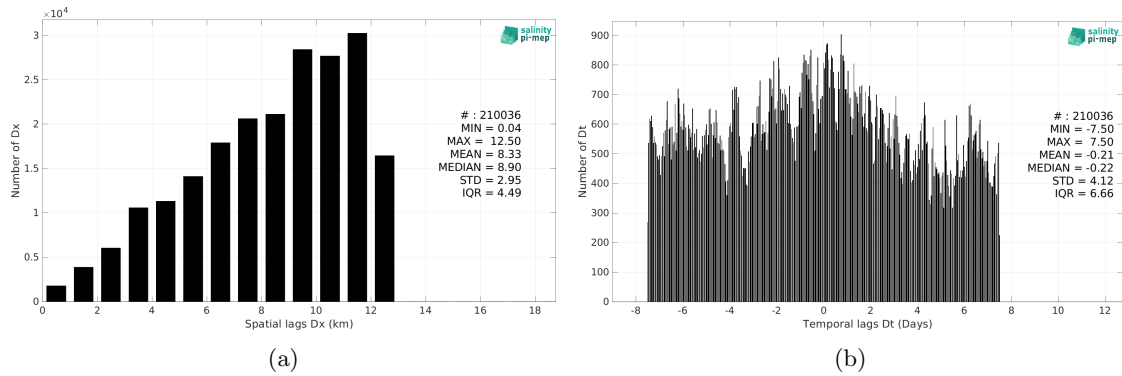 ×10⁴
3
2.5
2
1.5
1
0.5
0
0 2 4 6 8 10 12 14 16 18
Number of Dx
Spatial lags Dx (km)
salinity
pi-mep
# : 210036
MIN = 0.04
MAX = 12.50
MEAN = 8.33
MEDIAN = 8.90
STD = 2.95
IQR = 4.49
(a)
900
800
700
600
500
400
300
200
100
0
-8 -6 -4 -2 0 2 4 6 8 10 12
Number of Dt
Temporal lags Dt (Days)
salinity
pi-mep
# : 210036
MIN = -7.50
MAX = 7.50
MEAN = -0.21
MEDIAN = -0.22
STD = 4.12
IQR = 6.66
(b)